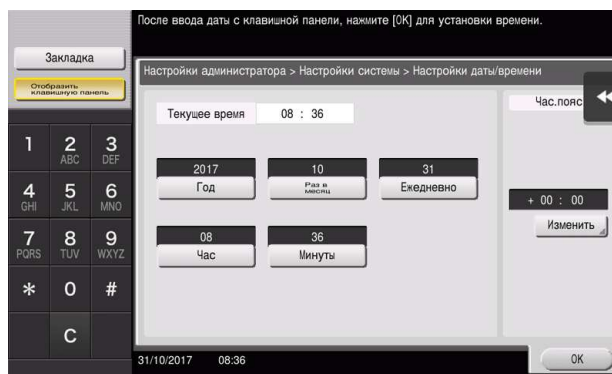 После ввода даты с клавишной панели, нажмите [OK] для установки времени.
Закладка
Отобразить
клавишную панель
Настройки администратора > Настройки системы > Настройки даты/времени
Текущее время 08 : 36
Час.пояс
2017 10 31
Год Раз в месяц Ежедневно
+ 00 : 00
Изменить
08 36
Час Минуты
1 2 3
ABC DEF
4 5 6
GHI JKL MNO
7 8 9
PQRS TUV WXYZ
* 0 #
C
31/10/2017 08:36
OK